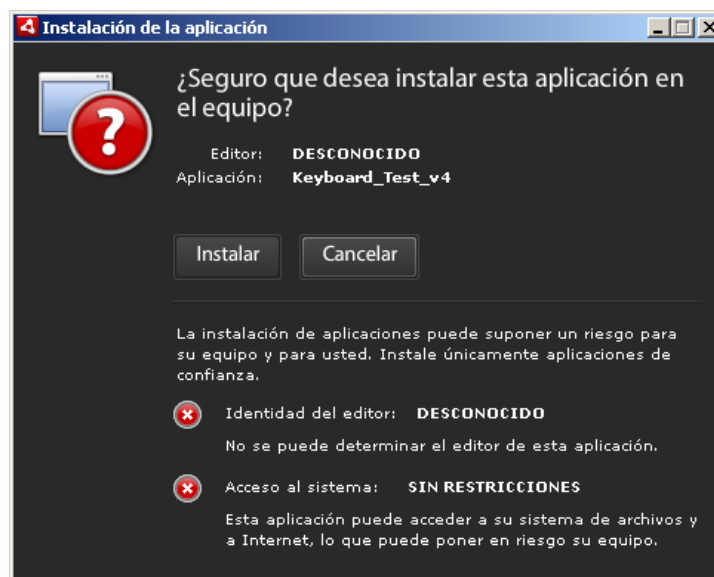 Instalación de la aplicación
¿Seguro que desea instalar esta aplicación en
el equipo?
Editor: DESCONOCIDO
Aplicación: Keyboard_Test_v4
Instalar Cancelar
La instalación de aplicaciones puede suponer un riesgo para
su equipo y para usted. Instale únicamente aplicaciones de
confianza.
Identidad del editor: DESCONOCIDO
No se puede determinar el editor de esta aplicación.
Acceso al sistema: SIN RESTRICCIONES
Esta aplicación puede acceder a su sistema de archivos y
a Internet, lo que puede poner en riesgo su equipo.